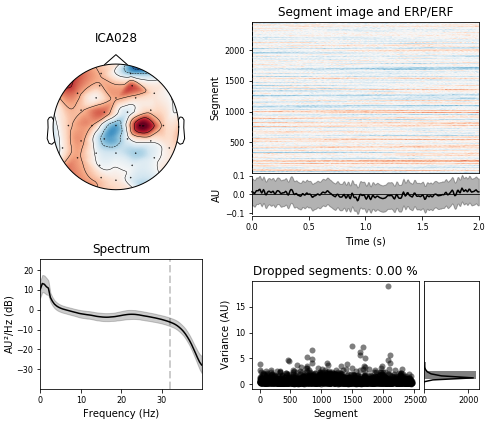 ICA028
Segment image and ERP/ERF
Segment
2000
1500
1000
500
AU
0.1
0.0
−0.1
0.0 0.5 1.0 1.5 2.0
Time (s)
Spectrum
AU²/Hz (dB)
20
10
0
−10
−20
−30
0 10 20 30
Frequency (Hz)
Dropped segments: 0.00 %
Variance (AU)
15
10
5
0
0 500 1000 1500 2000 2500
Segment
0 2000